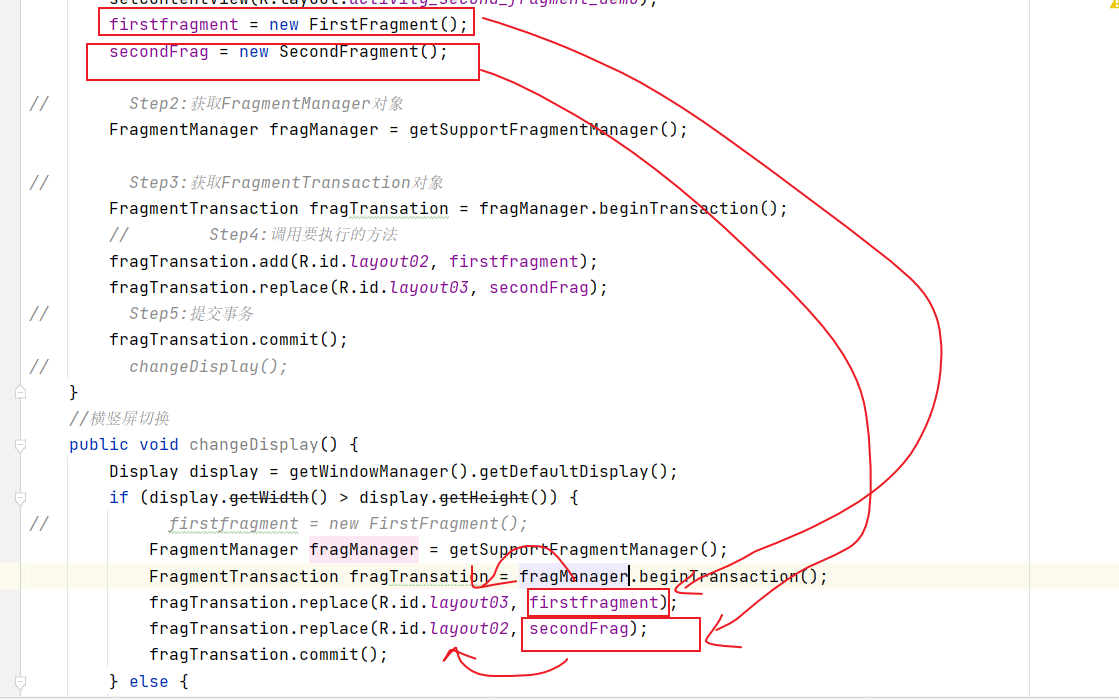 setContentView(R.layout.activity_second_fragment_demo);
firstfragment = new FirstFragment();
secondFrag = new SecondFragment();
// Step2:获取FragmentManager对象
FragmentManager fragManager = getSupportFragmentManager();
// Step3:获取FragmentTransaction对象
FragmentTransaction fragTransation = fragManager.beginTransaction();
// Step4:调用要执行的方法
fragTransation.add(R.id.layout02, firstfragment);
fragTransation.replace(R.id.layout03, secondFrag);
// Step5:提交事务
fragTransation.commit();
// changeDisplay();
}
//横竖屏切换
public void changeDisplay() {
Display display = getWindowManager().getDefaultDisplay();
if (display.getWidth() > display.getHeight()) {
// firstfragment = new FirstFragment();
FragmentManager fragManager = getSupportFragmentManager();
FragmentTransaction fragTransation = fragManager.beginTransaction();
fragTransation.replace(R.id.layout03, firstfragment);
fragTransation.replace(R.id.layout02, secondFrag);
fragTransation.commit();
} else {